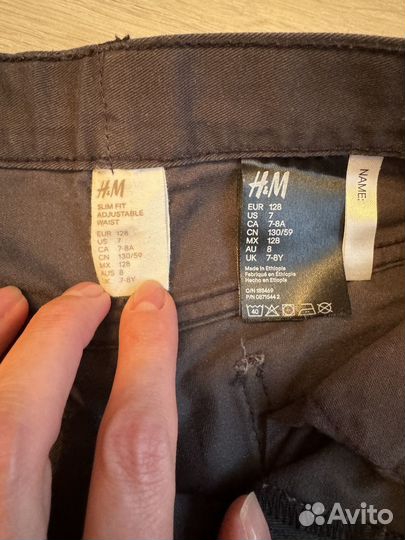 H&M
SLIM FIT
ADJUSTABLE
WAIST
EUR 128
US 7
CA 7-8A
CN 130/59
MX 128
AUS 8
UK 7-8Y
H&M
EUR 128
US 7
CA 7-8A
CN 130/59
MX 128
AU 8
UK 7-8Y
Made in Ethiopia
Fabriqué en Ethiopie
Hecho en Etiopía
40
NAME:
Avito